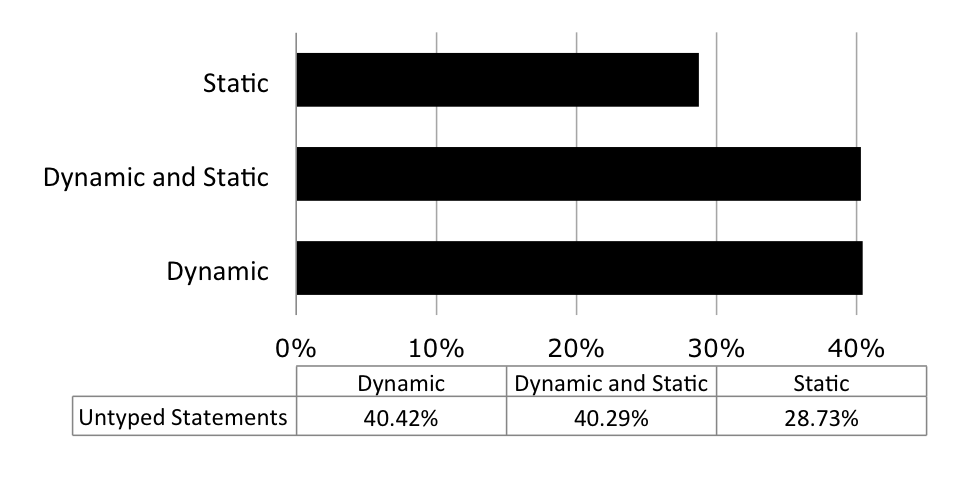 Static
Dynamic and Static
Dynamic
0% 10% 20% 30% 40%
Dynamic Dynamic and Static Static
Untyped Statements 40.42% 40.29% 28.73%